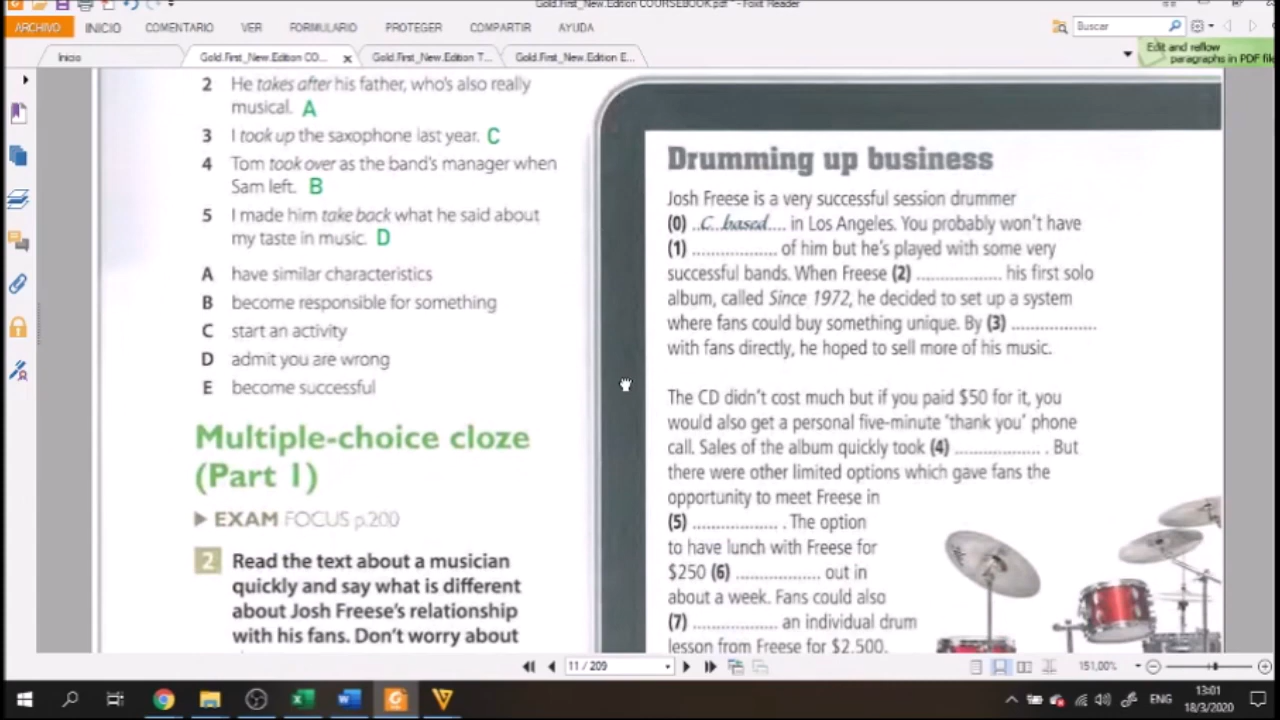 Gold.First_New.Edition COURSEBOOK.pdf * - Foxit Reader
ARCHIVO INICIO COMENTARIO VER FORMULARIO PROTEGER COMPARTIR AYUDA
Buscar
Edit and reflow
paragraphs in PDF file
Inicio
Gold.First_New.Edition CO...
Gold.First_New.Edition T...
Gold.First_New.Edition E...
2 He takes after his father, who's also really
musical. A
3 I took up the saxophone last year. C
4 Tom took over as the band's manager when
Sam left. B
5 I made him take back what he said about
my taste in music. D
A have similar characteristics
B become responsible for something
C start an activity
D admit you are wrong
E become successful
Multiple-choice cloze
(Part 1)
EXAM FOCUS p.200
2 Read the text about a musician
quickly and say what is different
about Josh Freese's relationship
with his fans. Don't worry about
Drumming up business
Josh Freese is a very successful session drummer
(0) ..C..based.... in Los Angeles. You probably won't have
(1) .................. of him but he's played with some very
successful bands. When Freese (2) .................. his first solo
album, called Since 1972, he decided to set up a system
where fans could buy something unique. By (3) ..................
with fans directly, he hoped to sell more of his music.
The CD didn't cost much but if you paid $50 for it, you
would also get a personal five-minute 'thank you' phone
call. Sales of the album quickly took (4) .................. . But
there were other limited options which gave fans the
opportunity to meet Freese in
(5) .................. . The option
to have lunch with Freese for
$250 (6) .................. out in
about a week. Fans could also
(7) .................. an individual drum
lesson from Freese for $2,500.
11 / 209
151,00%
ENG
13:01
18/3/2020